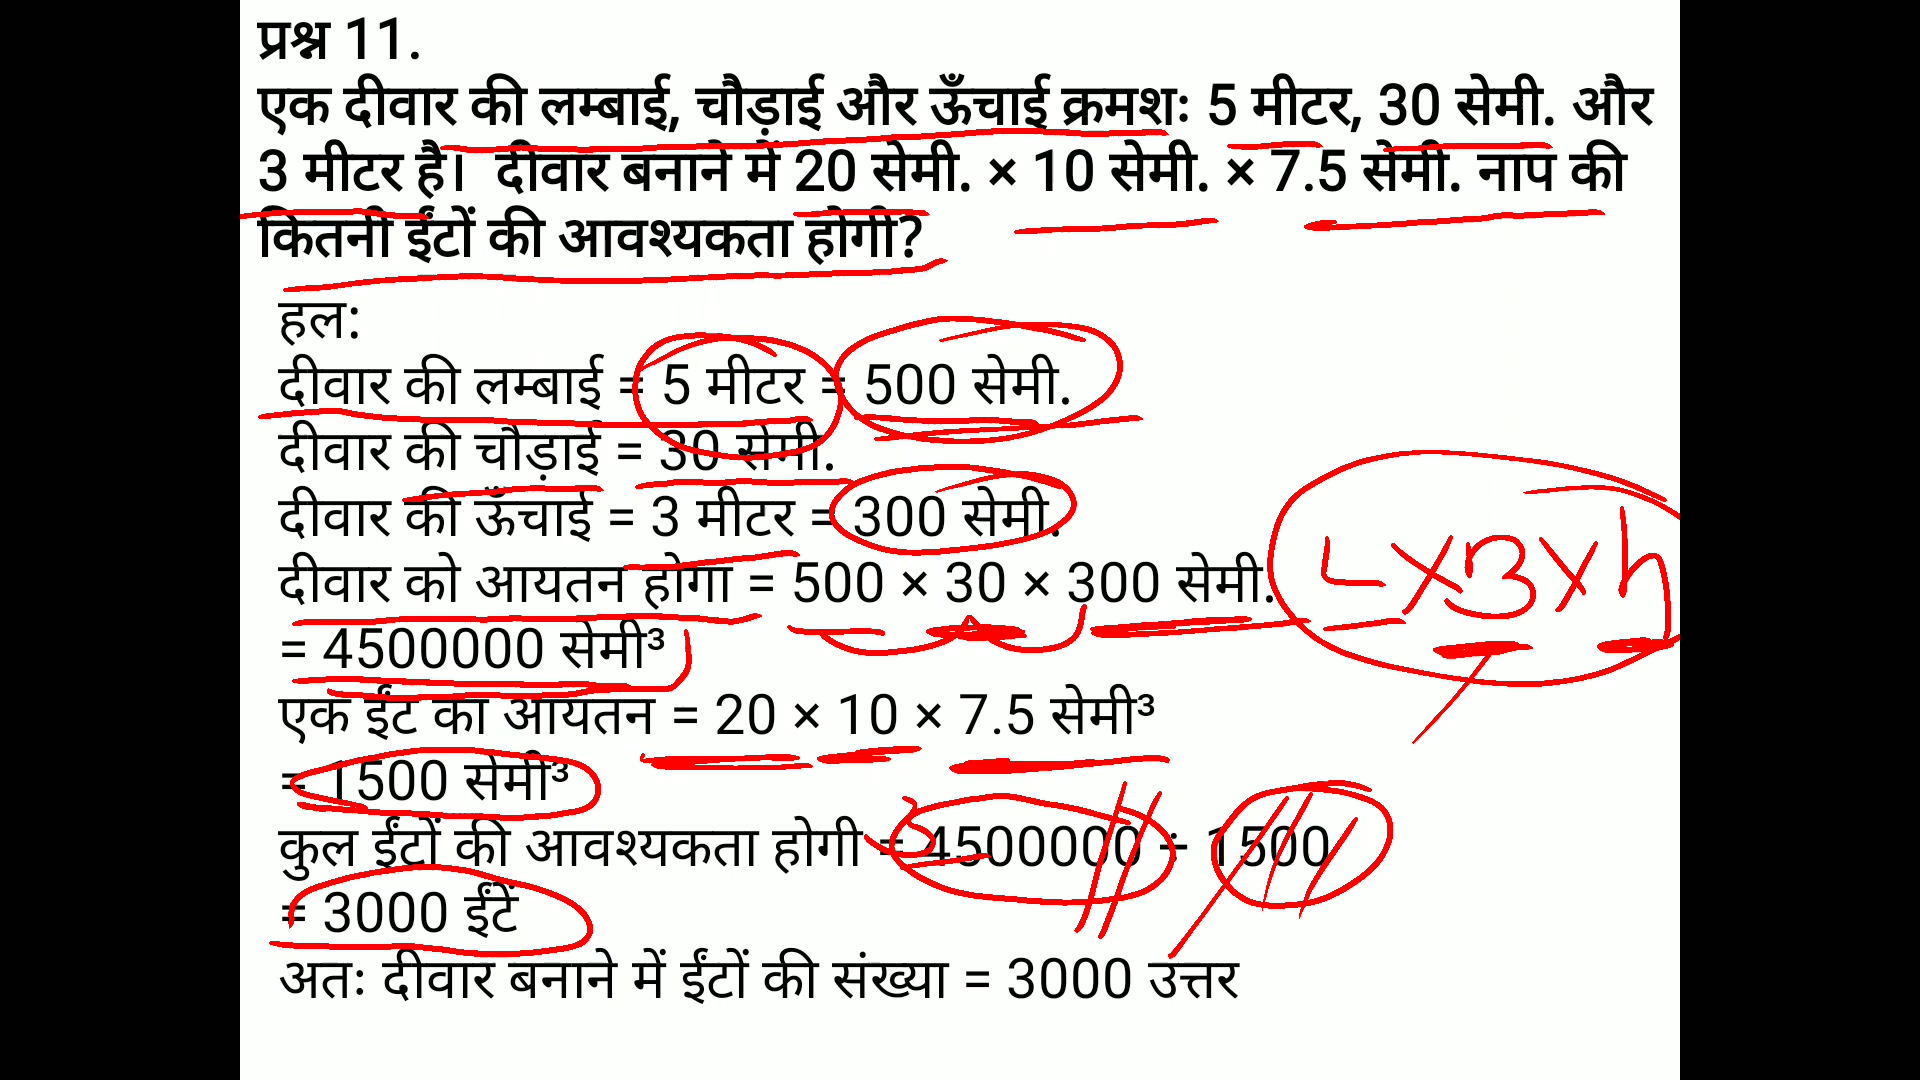 प्रश्न 11.
एक दीवार की लम्बाई, चौड़ाई और ऊँचाई क्रमशः 5 मीटर, 30 सेमी. और
3 मीटर है। दीवार बनाने में 20 सेमी. × 10 सेमी. × 7.5 सेमी. नाप की
कितनी ईंटों की आवश्यकता होगी?
हल:
दीवार की लम्बाई = 5 मीटर = 500 सेमी.
दीवार की चौड़ाई = 30 सेमी.
दीवार की ऊँचाई = 3 मीटर = 300 सेमी.
दीवार को आयतन होगा = 500 × 30 × 300 सेमी.
L×B×h
= 4500000 सेमी³
एक ईंट का आयतन = 20 × 10 × 7.5 सेमी³
= 1500 सेमी³
3
कुल ईंटों की आवश्यकता होगी = 4500000 ÷ 1500
= 3000 ईंटें
अतः दीवार बनाने में ईंटों की संख्या = 3000 उत्तर